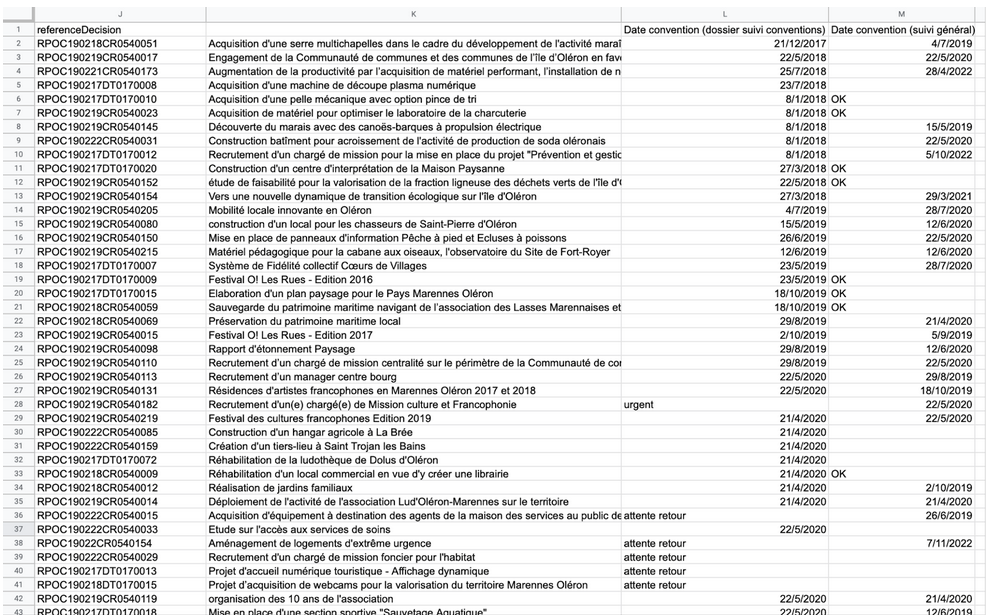 J K L M
1 referenceDecision Date convention (dossier suivi conventions) Date convention (suivi général)
2 RPOC190218CR0540051 Acquisition d'une serre multichapelles dans le cadre du développement de l'activité maraî 21/12/2017 4/7/2019
3 RPOC190219CR0540017 Engagement de la Communauté de communes et des communes de l'île d'Oléron en fave 22/5/2018 22/5/2020
4 RPOC190221CR0540173 Augmentation de la productivité par l'acquisition de matériel performant, l'installation de n 25/7/2018 28/4/2022
5 RPOC190217DT0170008 Acquisition d'une machine de découpe plasma numérique 23/7/2018
6 RPOC190217DT0170010 Acquisition d'une pelle mécanique avec option pince de tri 8/1/2018 OK
7 RPOC190219CR0540023 Acquisition de matériel pour optimiser le laboratoire de la charcuterie 8/1/2018 OK
8 RPOC190219CR0540145 Découverte du marais avec des canoës-barques à propulsion électrique 8/1/2018 15/5/2019
9 RPOC190222CR0540031 Construction batîment pour acroissement de l'activité de production de soda oléronais 8/1/2018 22/5/2020
10 RPOC190217DT0170012 Recrutement d'un chargé de mission pour la mise en place du projet "Prévention et gestic 8/1/2018 5/10/2022
11 RPOC190217DT0170020 Construction d'un centre d'interprétation de la Maison Paysanne 27/3/2018 OK
12 RPOC190219CR0540152 étude de faisabilité pour la valorisation de la fraction ligneuse des déchets verts de l'île d'( 22/5/2018 OK
13 RPOC190219CR0540154 Vers une nouvelle dynamique de transition écologique sur l'île d'Oléron 27/3/2018 29/3/2021
14 RPOC190219CR0540205 Mobilité locale innovante en Oléron 4/7/2019 28/7/2020
15 RPOC190219CR0540080 construction d'un local pour les chasseurs de Saint-Pierre d'Oléron 15/5/2019 12/6/2020
16 RPOC190219CR0540150 Mise en place de panneaux d'information Pêche à pied et Ecluses à poissons 26/6/2019 22/5/2020
17 RPOC190219CR0540215 Matériel pédagogique pour la cabane aux oiseaux, l'observatoire du Site de Fort-Royer 12/6/2019 12/6/2020
18 RPOC190217DT0170007 Système de Fidélité collectif Cœurs de Villages 23/5/2019 28/7/2020
19 RPOC190217DT0170009 Festival O! Les Rues - Edition 2016 23/5/2019 OK
20 RPOC190217DT0170015 Elaboration d'un plan paysage pour le Pays Marennes Oléron 18/10/2019 OK
21 RPOC190218CR0540059 Sauvegarde du patrimoine maritime navigant de l'association des Lasses Marennaises et 18/10/2019 OK
22 RPOC190218CR0540069 Préservation du patrimoine maritime local 29/8/2019 21/4/2020
23 RPOC190219CR0540015 Festival O! Les Rues - Edition 2017 2/10/2019 5/9/2019
24 RPOC190219CR0540098 Rapport d'étonnement Paysage 29/8/2019 12/6/2020
25 RPOC190219CR0540110 Recrutement d'un chargé de mission centralité sur le périmètre de la Communauté de cor 29/8/2019 22/5/2020
26 RPOC190219CR0540113 Recrutement d'un manager centre bourg 22/5/2020 29/8/2019
27 RPOC190219CR0540131 Résidences d'artistes francophones en Marennes Oléron 2017 et 2018 22/5/2020 18/10/2019
28 RPOC190219CR0540182 Recrutement d'un(e) chargé(e) de Mission culture et Francophonie urgent 22/5/2020
29 RPOC190219CR0540219 Festival des cultures francophones Edition 2019 21/4/2020 22/5/2020
30 RPOC190222CR0540085 Construction d'un hangar agricole à La Brée 21/4/2020
31 RPOC190222CR0540159 Création d'un tiers-lieu à Saint Trojan les Bains 21/4/2020
32 RPOC190217DT0170072 Réhabilitation de la ludothèque de Dolus d'Oléron 21/4/2020
33 RPOC190218CR0540009 Réhabilitation d'un local commercial en vue d'y créer une librairie 21/4/2020 OK
34 RPOC190218CR0540012 Réalisation de jardins familiaux 21/4/2020 2/10/2019
35 RPOC190219CR0540014 Déploiement de l'activité de l'association Lud'Oléron-Marennes sur le territoire 21/4/2020 21/4/2020
36 RPOC190222CR0540015 Acquisition d'équipement à destination des agents de la maison des services au public de attente retour 26/6/2019
37 RPOC190222CR0540033 Etude sur l'accès aux services de soins 22/5/2020
38 RPOC19022CR0540154 Aménagement de logements d'extrême urgence attente retour 7/11/2022
39 RPOC190222CR0540029 Recrutement d'un chargé de mission foncier pour l'habitat attente retour
40 RPOC190217DT0170013 Projet d'accueil numérique touristique - Affichage dynamique attente retour
41 RPOC190218DT0170015 Projet d'acquisition de webcams pour la valorisation du territoire Marennes Oléron attente retour
42 RPOC190219CR0540119 organisation des 10 ans de l'association 22/5/2020 21/4/2020
43 RPOC190217DT0170018 Mise en place d'une section sportive "Sauvetage Aquatique" 22/5/2020 12/6/2019